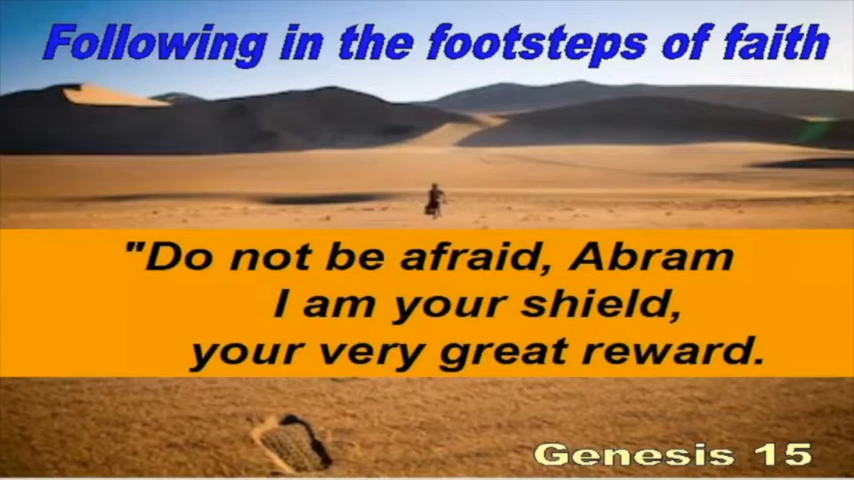 Following in the footsteps of faith
"Do not be afraid, Abram
I am your shield,
your very great reward.
Genesis 15